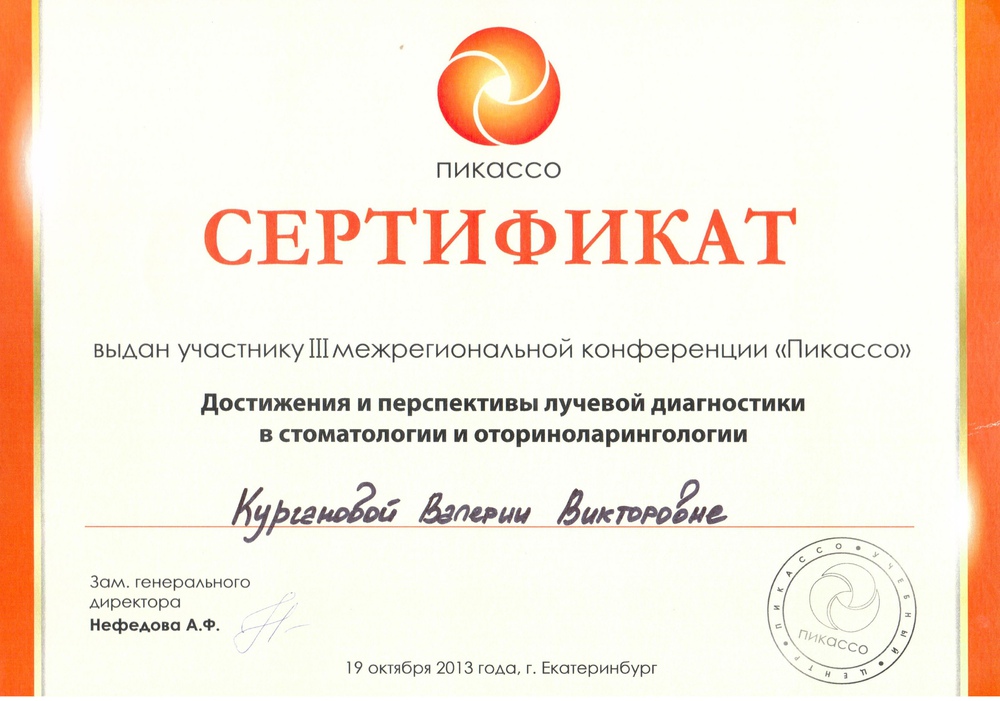 пикассо
СЕРТИФИКАТ
выдан участнику III межрегиональной конференции «Пикассо»
Достижения и перспективы лучевой диагностики
в стоматологии и оториноларингологии
Кургановой Валерии Викторовне
Зам. генерального
директора
Нефедова А.Ф.
ПИКАССО • УЧЕБНЫЙ • ЦЕНТР •
пикассо
19 октября 2013 года, г. Екатеринбург